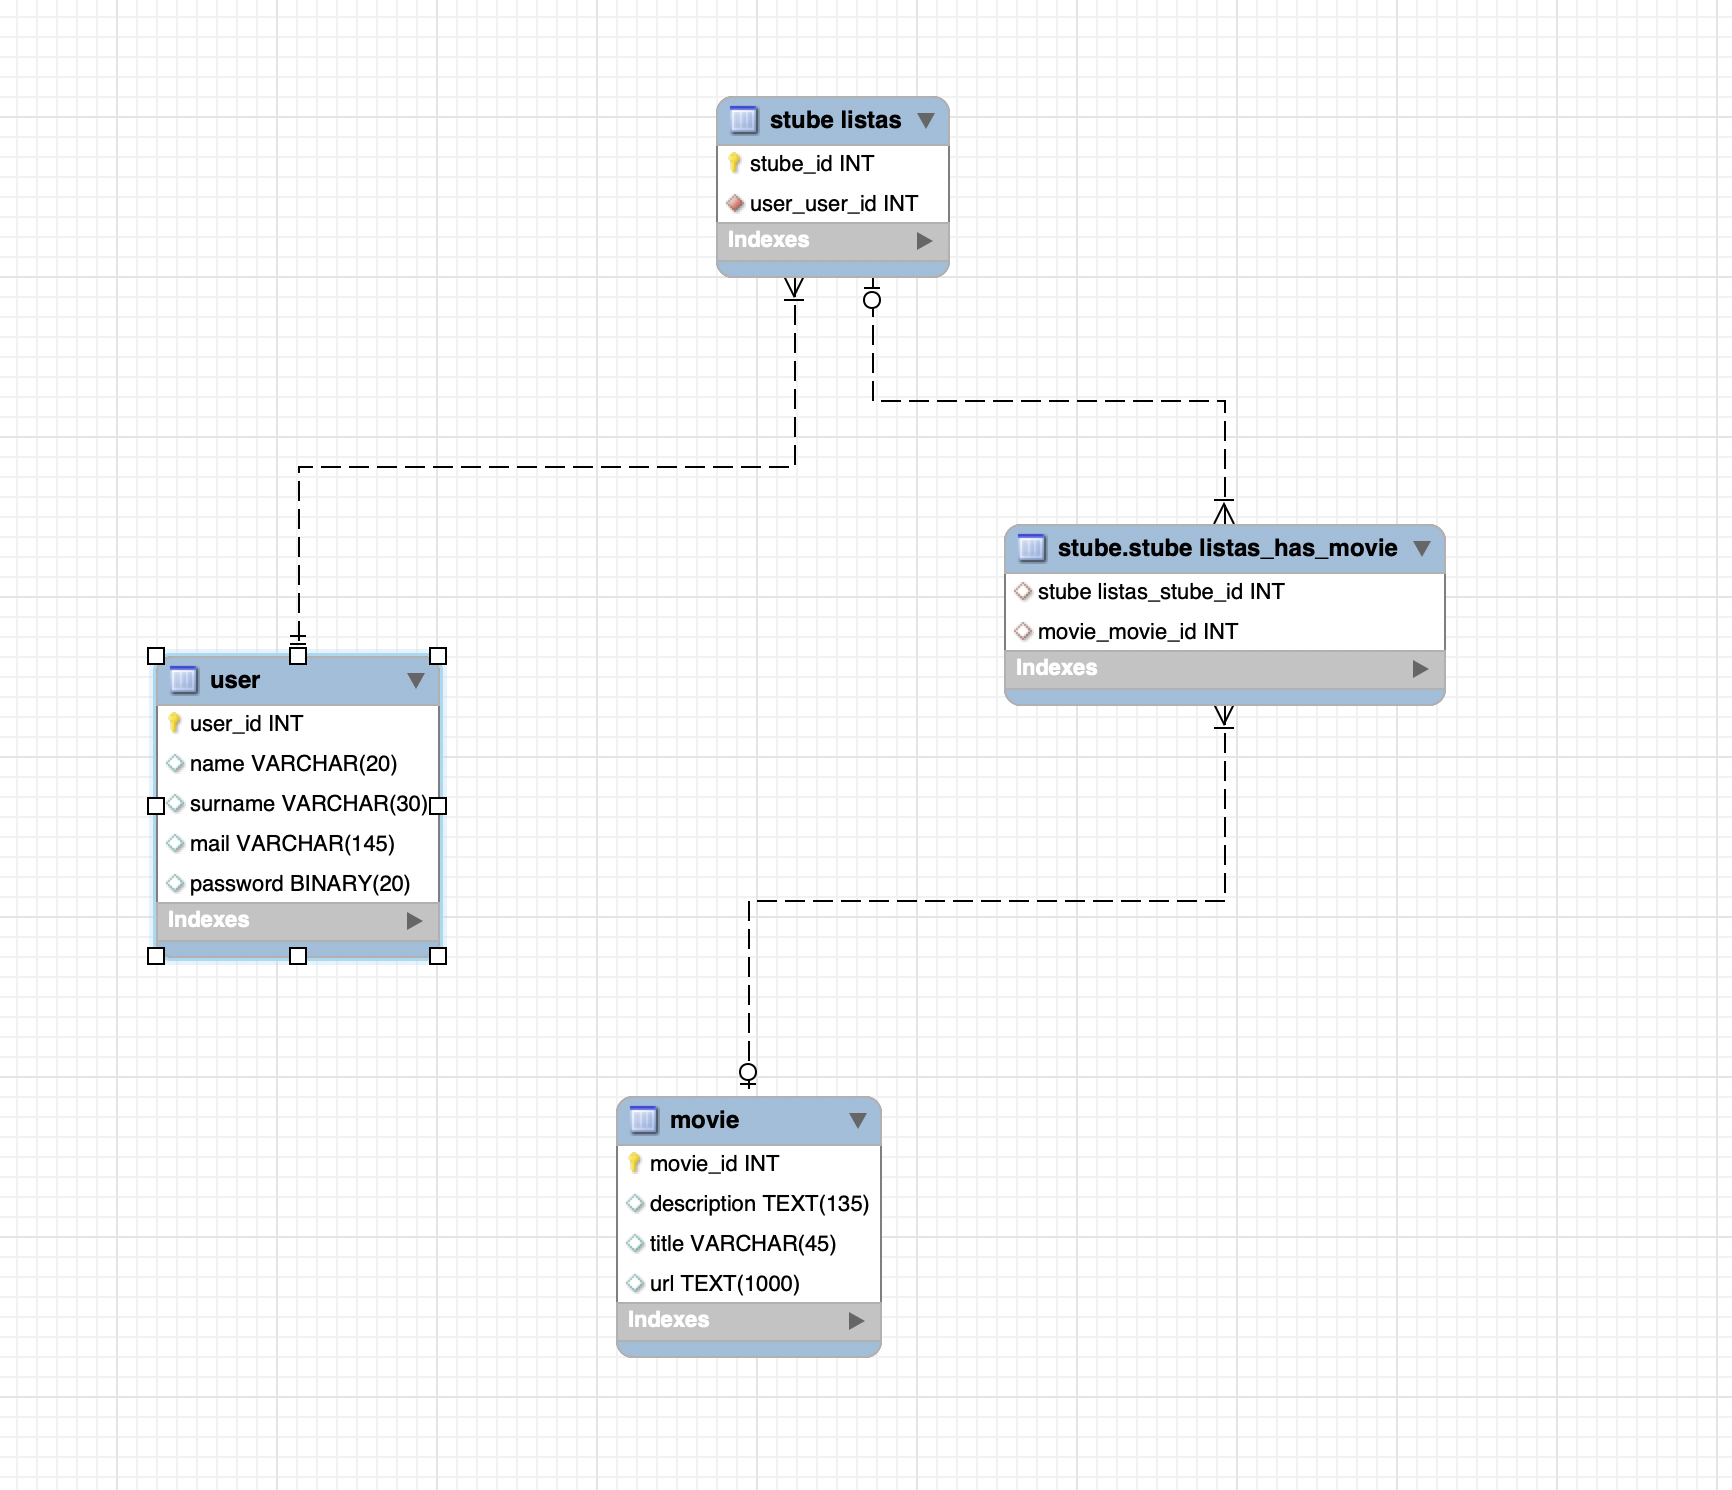 stube listas
stube_id INT
user_user_id INT
Indexes
stube.stube listas_has_movie
stube listas_stube_id INT
movie_movie_id INT
Indexes
user
user_id INT
name VARCHAR(20)
surname VARCHAR(30)
mail VARCHAR(145)
password BINARY(20)
Indexes
movie
movie_id INT
description TEXT(135)
title VARCHAR(45)
url TEXT(1000)
Indexes